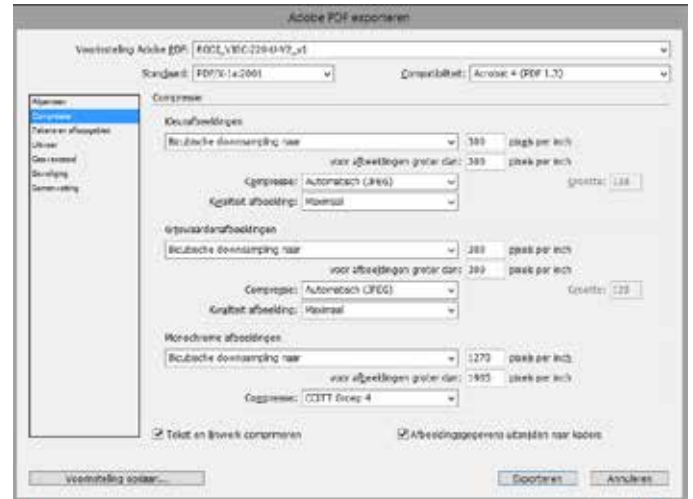 Adobe PDF exporteren
Voorinstelling Adobe PDF:
Standaard: PDF/X-1a:2001 Compatibiliteit: Acrobat 4 (PDF 1.3)
Algemeen
Compressie
Tekens en afloopgebied
Uitvoer
Geavanceerd
Beveiliging
Samenvatting
Compressie
Kleurafbeeldingen
Bicubische downsampling naar 300 pixels per inch
voor afbeeldingen groter dan: 300 pixels per inch
Compressie: Automatisch (JPEG) Grootte: 128
Kwaliteit afbeelding: Maximaal
Grijswaardenafbeeldingen
Bicubische downsampling naar 300 pixels per inch
voor afbeeldingen groter dan: 300 pixels per inch
Compressie: Automatisch (JPEG) Grootte: 128
Kwaliteit afbeelding: Maximaal
Monochrome afbeeldingen
Bicubische downsampling naar 1270 pixels per inch
voor afbeeldingen groter dan: 1905 pixels per inch
Compressie: CCITT Groep 4
Tekst en lijnwerk comprimeren Afbeeldingsgegevens uitsnijden naar kaders
Voorinstelling opslaan... Exporteren Annuleren